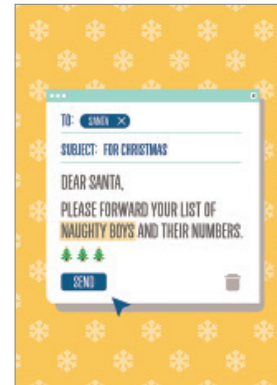 TO: SANTA ×
SUBJECT: FOR CHRISTMAS
DEAR SANTA,
PLEASE FORWARD YOUR LIST OF
NAUGHTY BOYS AND THEIR NUMBERS.
SEND